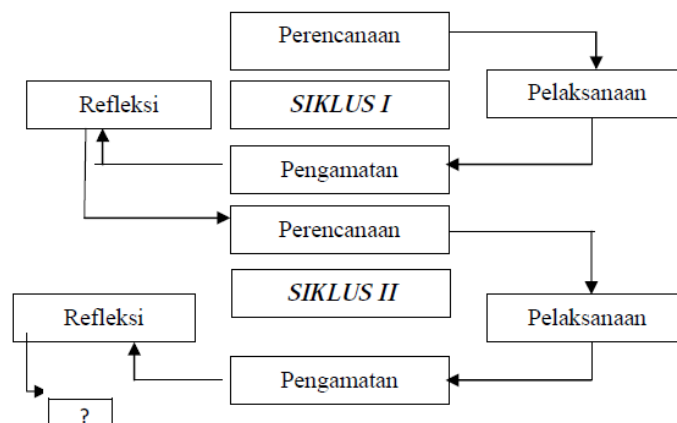 Perencanaan
Refleksi
SIKLUS I
Pelaksanaan
Pengamatan
Perencanaan
SIKLUS II
Refleksi
Pelaksanaan
Pengamatan
?